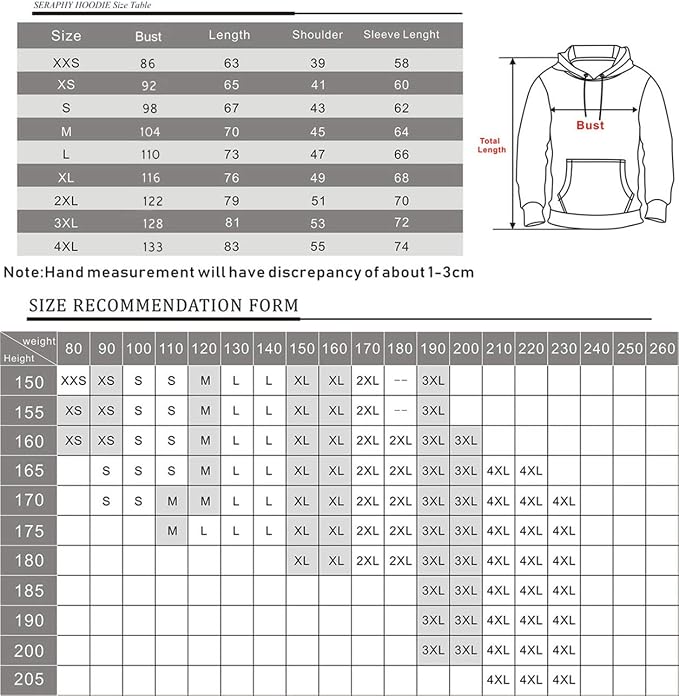 SERAPHY HOODIE Size Table
Size Bust Length Shoulder Sleeve Lenght
XXS 86 63 39 58
XS 92 65 41 60
S 98 67 43 62
M 104 70 45 64
L 110 73 47 66
XL 116 76 49 68
2XL 122 79 51 70
3XL 128 81 53 72
4XL 133 83 55 74
Total
Length
Bust
Note:Hand measurement will have discrepancy of about 1-3cm
SIZE RECOMMENDATION FORM
weight
Height
80 90 100 110 120 130 140 150 160 170 180 190 200 210 220 230 240 250 260
150 XXS XS S S M L L XL XL 2XL -- 3XL
155 XS XS S S M L L XL XL 2XL -- 3XL
160 XS XS S S M L L XL XL 2XL 2XL 3XL 3XL
165 S S S M L L XL XL 2XL 2XL 3XL 3XL 4XL 4XL
170 S S M M L L XL XL 2XL 2XL 3XL 3XL 4XL 4XL 4XL
175 M L L L XL XL 2XL 2XL 3XL 3XL 4XL 4XL 4XL
180 XL XL 2XL 2XL 3XL 3XL 4XL 4XL 4XL
185 3XL 3XL 4XL 4XL 4XL
190 3XL 3XL 4XL 4XL 4XL
200 3XL 3XL 4XL 4XL 4XL
205 4XL 4XL 4XL